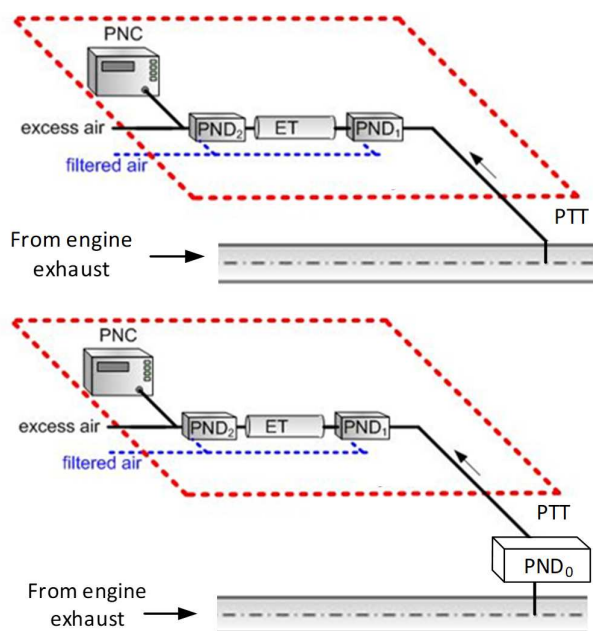 PNC
excess air
PND₂
ET
PND₁
filtered air
PTT
From engine
exhaust
PNC
excess air
PND₂
ET
PND₁
filtered air
PTT
PND₀
From engine
exhaust